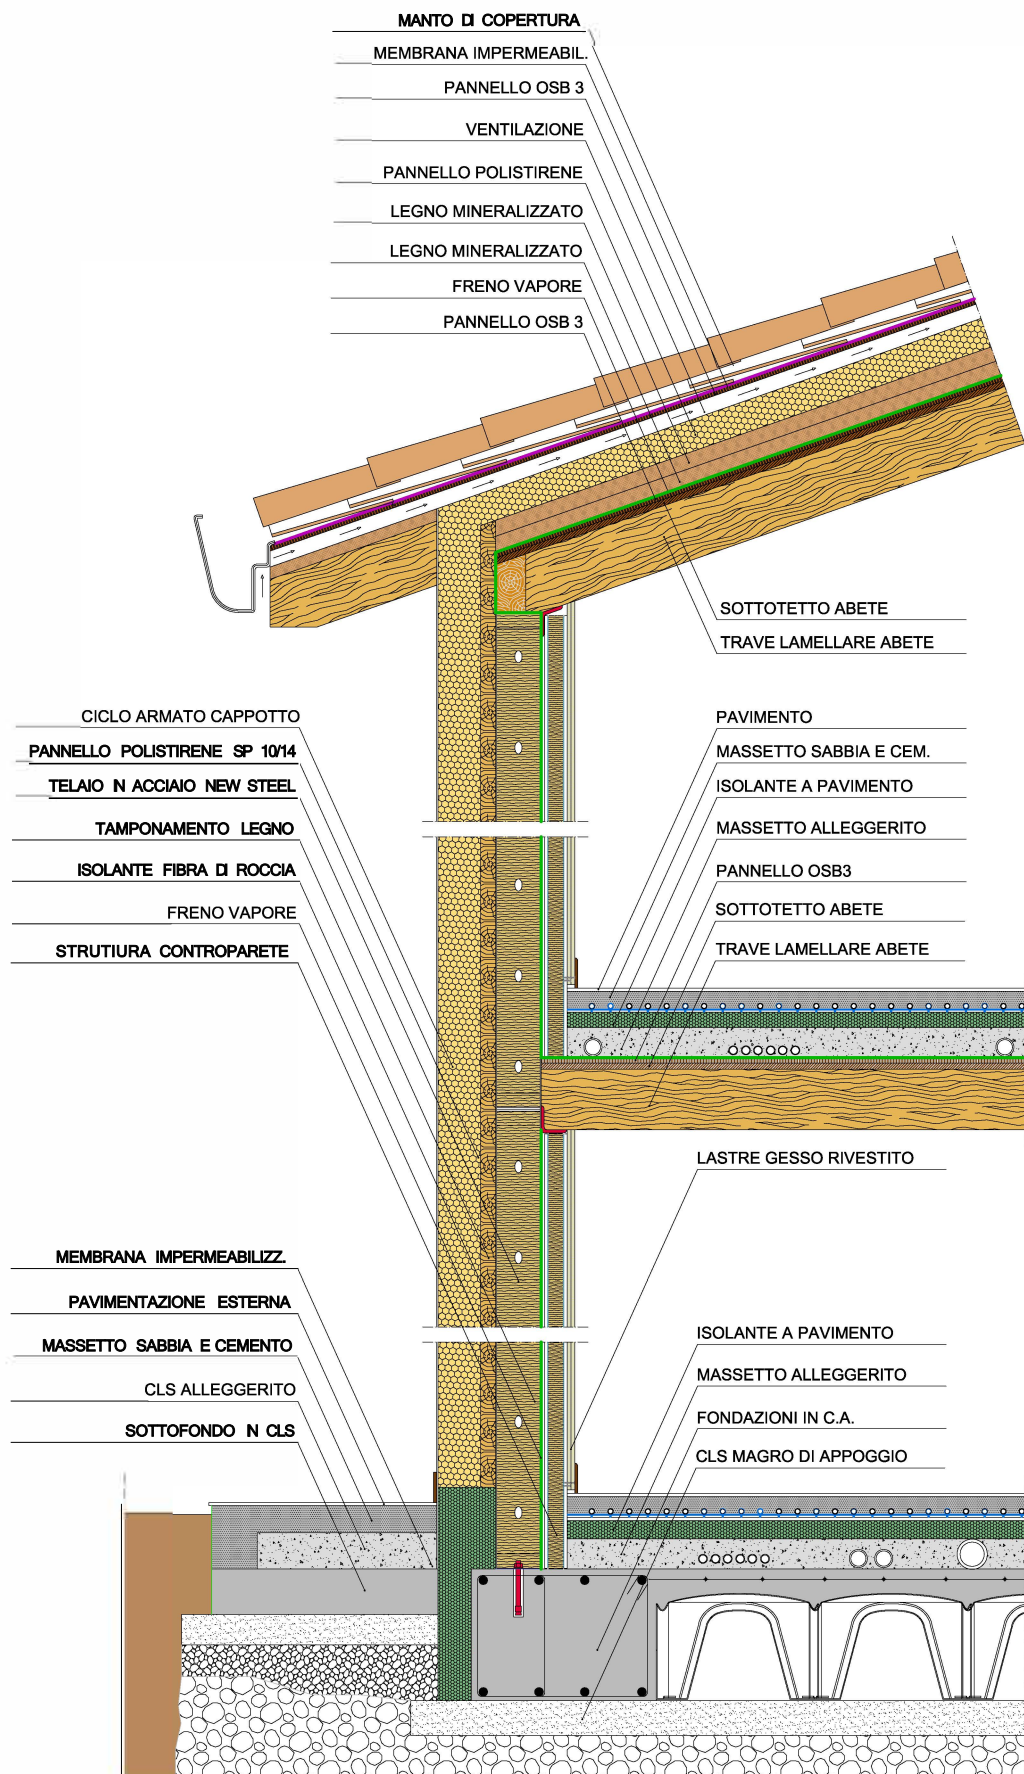 MANTO DI COPERTURA
MEMBRANA IMPERMEABIL.
PANNELLO OSB 3
VENTILAZIONE
PANNELLO POLISTIRENE
LEGNO MINERALIZZATO
LEGNO MINERALIZZATO
FRENO VAPORE
PANNELLO OSB 3
SOTTOTETTO ABETE
TRAVE LAMELLARE ABETE
CICLO ARMATO CAPPOTTO
PANNELLO POLISTIRENE SP 10/14
TELAIO IN ACCIAIO NEW STEEL
TAMPONAMENTO LEGNO
ISOLANTE FIBRA DI ROCCIA
FRENO VAPORE
STRUTIURA CONTROPARETE
PAVIMENTO
MASSETTO SABBIA E CEM.
ISOLANTE A PAVIMENTO
MASSETTO ALLEGGERITO
PANNELLO OSB3
SOTTOTETTO ABETE
TRAVE LAMELLARE ABETE
LASTRE GESSO RIVESTITO
MEMBRANA IMPERMEABILIZZ.
PAVIMENTAZIONE ESTERNA
MASSETTO SABBIA E CEMENTO
CLS ALLEGGERITO
SOTTOFONDO IN CLS
ISOLANTE A PAVIMENTO
MASSETTO ALLEGGERITO
FONDAZIONI IN C.A.
CLS MAGRO DI APPOGGIO